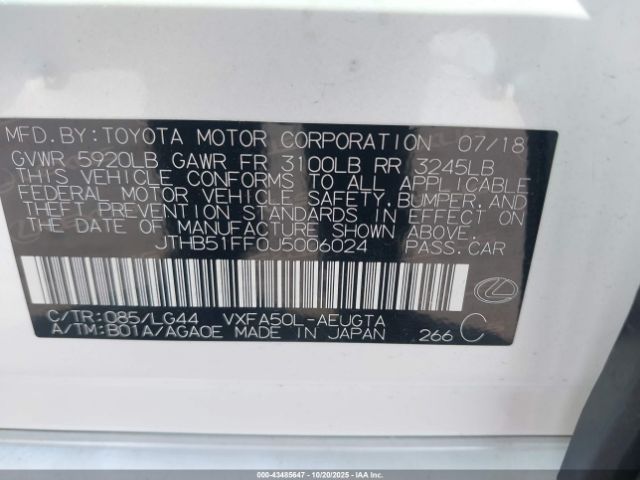 MFD.BY:TOYOTA MOTOR CORPORATION 07/18
GVWR 5920LB GAWR FR 3100LB RR 3245LB
THIS VEHICLE CONFORMS TO ALL APPLICABLE
FEDERAL MOTOR VEHICLE SAFETY,BUMPER,AND
THEFT PREVENTION STANDARDS IN EFFECT ON
THE DATE OF MANUFACTURE SHOWN ABOVE.
JTHB51FF0J5006024 PASS.CAR
C/TR:085/LG44 VXFA50L-AEUGTA
A/TM:B01A/AGA0E MADE IN JAPAN 266 C
000-43485647 | 10/20/2025 - IAA Inc.